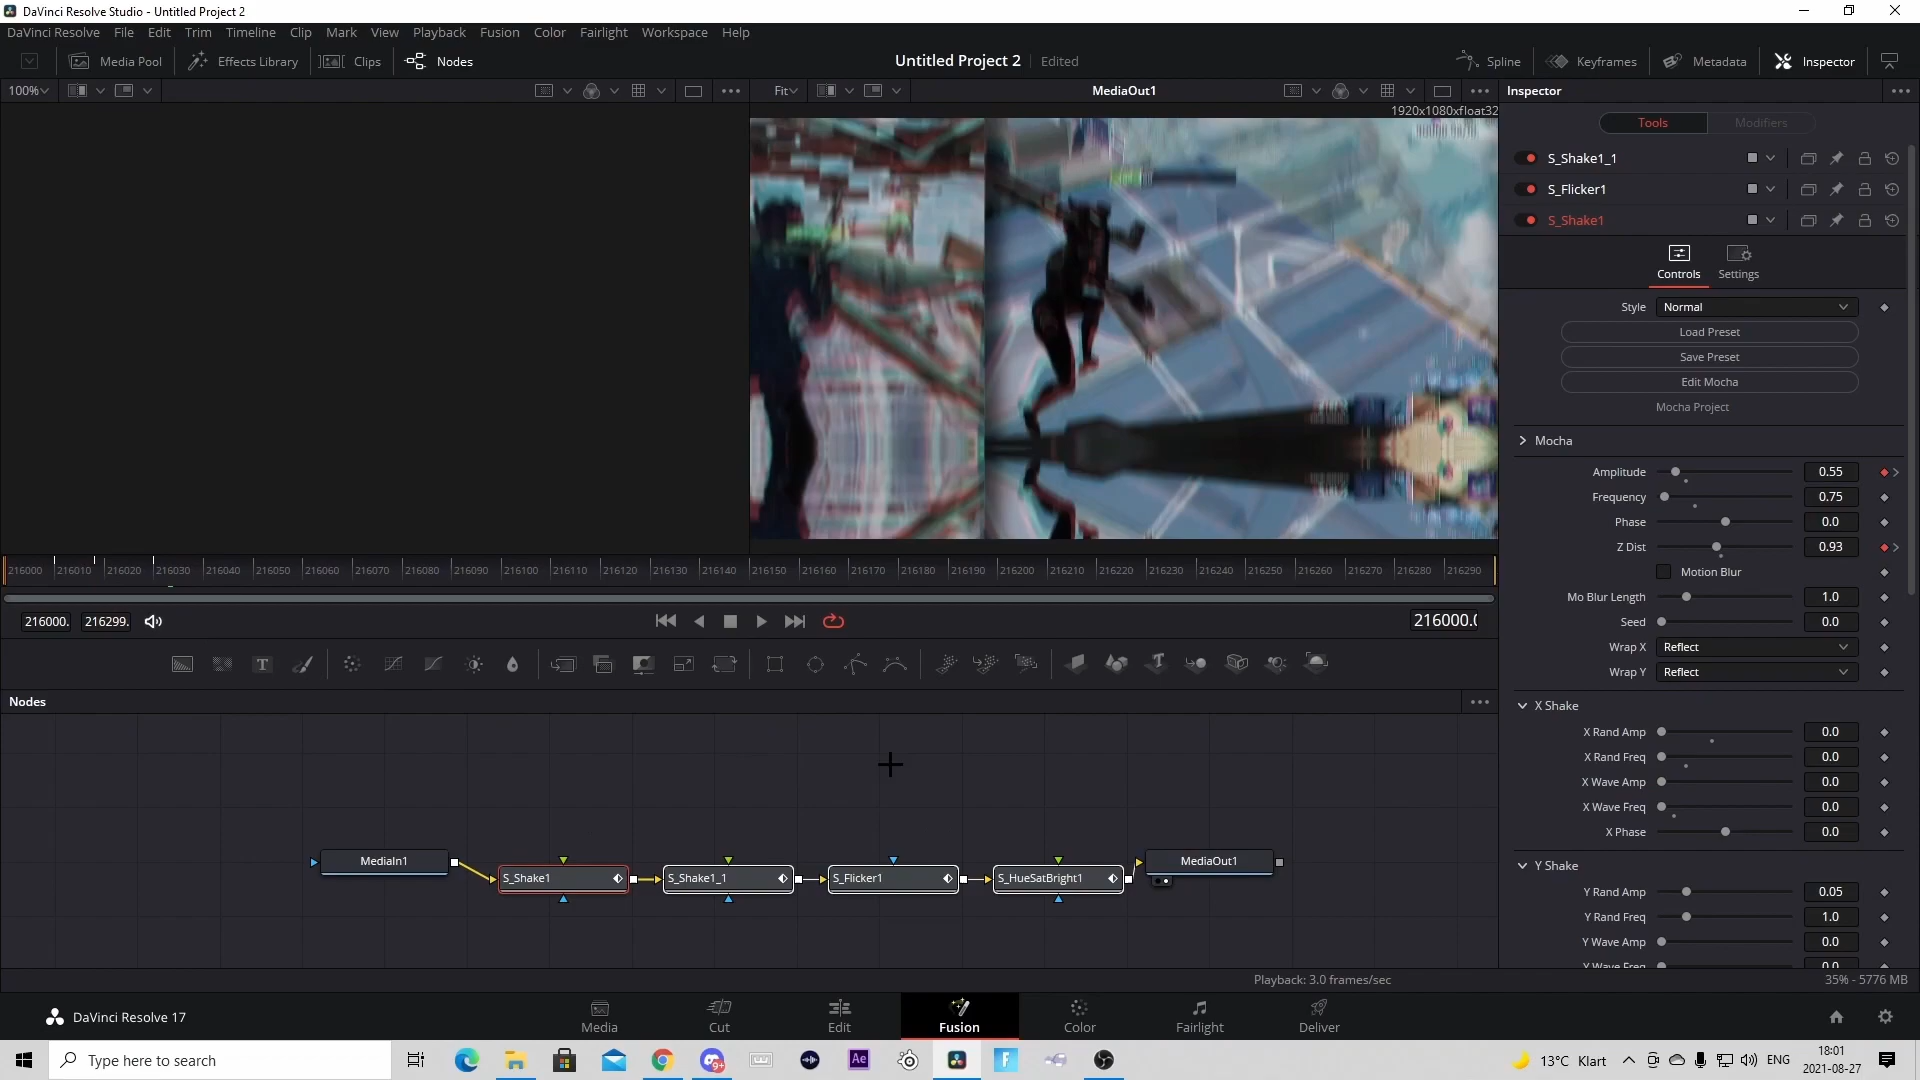 DaVinci Resolve Studio - Untitled Project 2
DaVinci Resolve File Edit Trim Timeline Clip Mark View Playback Fusion Color Fairlight Workspace Help
Media Pool Effects Library Clips Nodes Untitled Project 2 Edited Spline Keyframes Metadata Inspector
100% Fit MediaOut1 Inspector
1920x1080xfloat32
Tools Modifiers
S_Shake1_1
S_Flicker1
S_Shake1
Controls Settings
Style Normal
Load Preset
Save Preset
Edit Mocha
Mocha Project
Mocha
Amplitude 0.55
Frequency 0.75
Phase 0.0
Z Dist 0.93
Motion Blur
Mo Blur Length 1.0
Seed 0.0
Wrap X Reflect
Wrap Y Reflect
X Shake
X Rand Amp 0.0
X Rand Freq 0.0
X Wave Amp 0.0
X Wave Freq 0.0
X Phase 0.0
Y Shake
Y Rand Amp 0.05
Y Rand Freq 1.0
Y Wave Amp 0.0
Y Wave Freq 0.0
216000 216010 216020 216030 216040 216050 216060 216070 216080 216090 216100 216110 216120 216130 216140 216150 216160 216170 216180 216190 216200 216210 216220 216230 216240 216250 216260 216270 216280 216290
216000. 216299. 216000.0
T T
Nodes
MediaIn1 S_Shake1 S_Shake1_1 S_Flicker1 S_HueSatBright1 MediaOut1
Playback: 3.0 frames/sec 35% - 5776 MB
DaVinci Resolve 17 Media Cut Edit Fusion Color Fairlight Deliver
Type here to search 9+ Ae F 13°C Klart ENG 18:01
2021-08-27